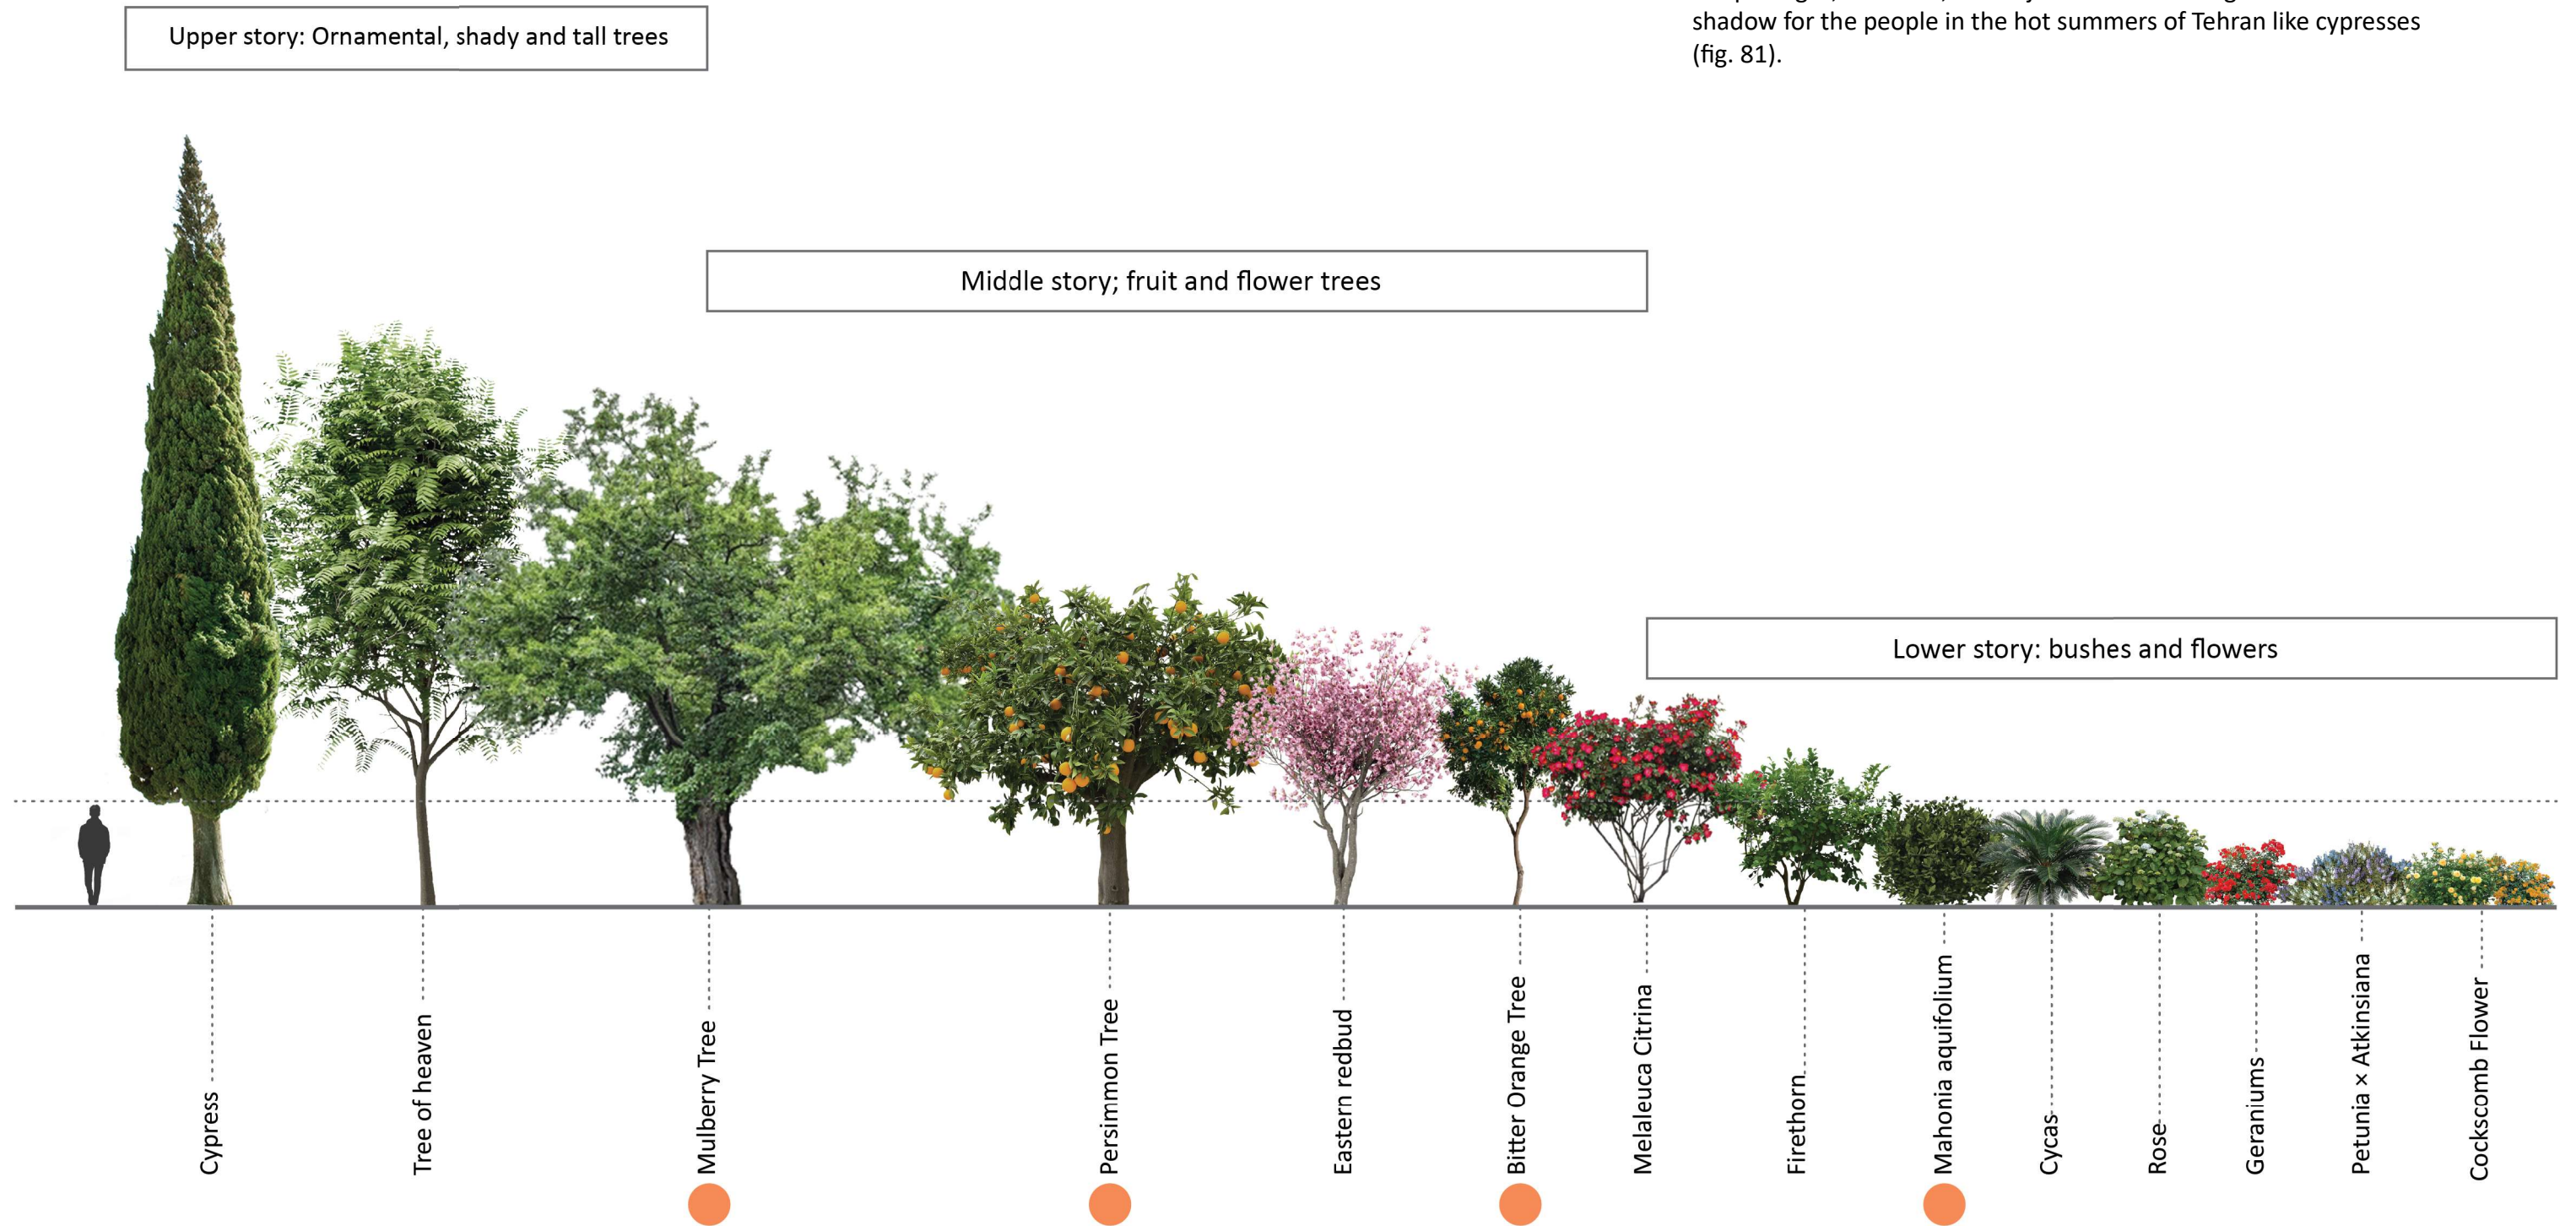 shadow for the people in the hot summers of Tehran like cypresses
(fig. 81).
Upper story: Ornamental, shady and tall trees
Middle story; fruit and flower trees
Lower story: bushes and flowers
Cypress
Tree of heaven
Mulberry Tree
Persimmon Tree
Eastern redbud
Bitter Orange Tree
Melaleuca Citrina
Firethorn
Mahonia aquifolium
Cycas
Rose
Geraniums
Petunia × Atkinsiana
Cockscomb Flower